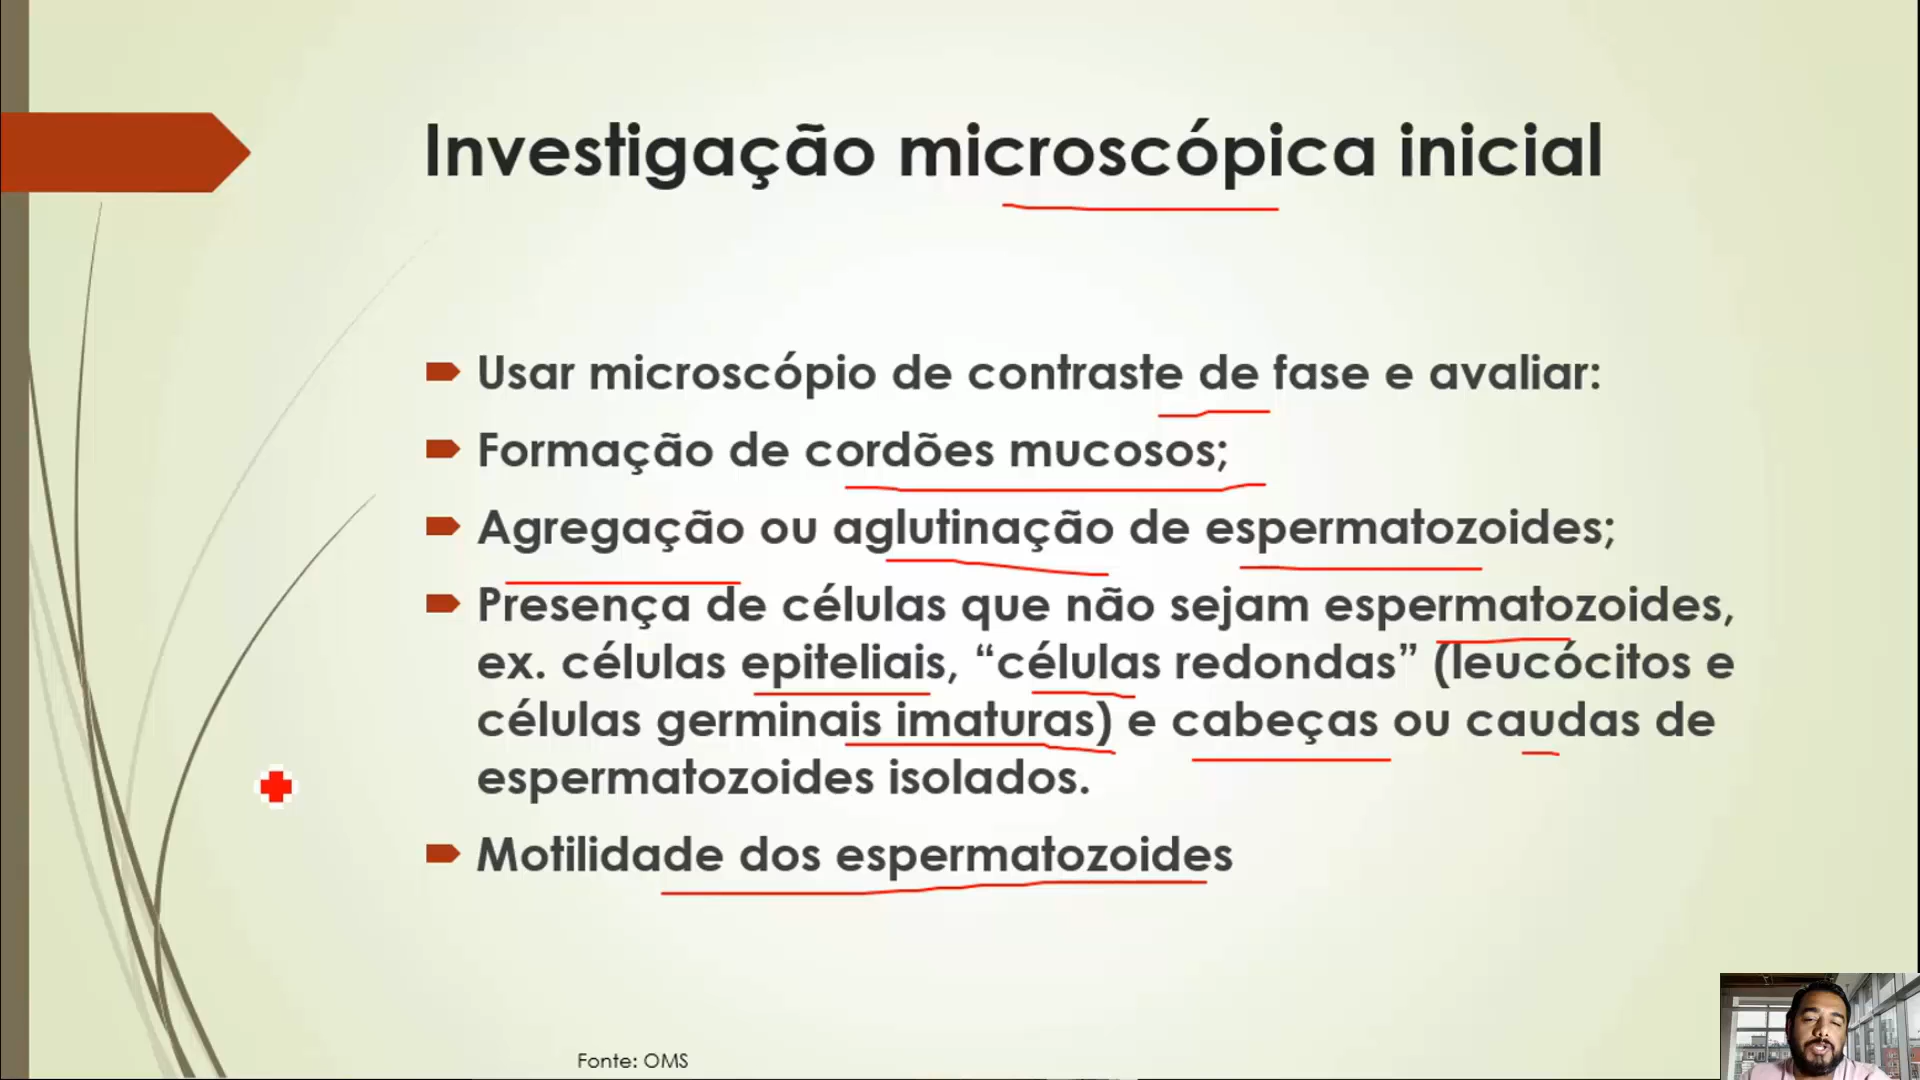 Investigação microscópica inicial
Usar microscópio de contraste de fase e avaliar:
Formação de cordões mucosos;
Agregação ou aglutinação de espermatozoides;
Presença de células que não sejam espermatozoides,
ex. células epiteliais, “células redondas” (leucócitos e
células germinais imaturas) e cabeças ou caudas de
espermatozoides isolados.
Motilidade dos espermatozoides
Fonte: OMS